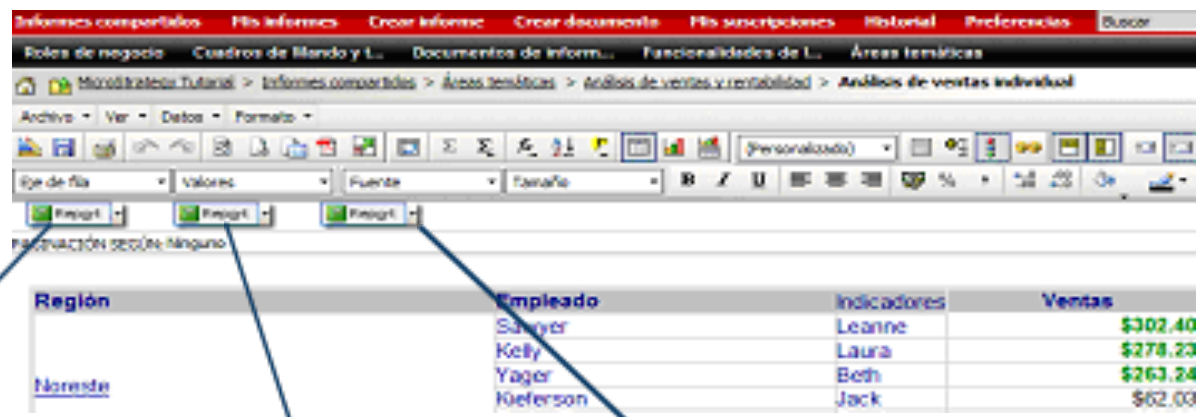 Informes compartidos Mis informes Crear informe Crear documento Mis suscripciones Historial Preferencias Buscar
Roles de negocio Cuadros de Mando y L... Documentos de inform... Funcionalidades de l... Áreas temáticas
MicroStrategy Tutorial > Informes compartidos > Áreas temáticas > Análisis de ventas y rentabilidad > Análisis de ventas individual
Archivo Ver Datos Formato
(Personalizado)
Eje de fila Valores Fuente Tamaño B I U %
Report Report Report
PAGINACIÓN SEGÚN: Ninguno
Región Empleado Indicadores Ventas
Sawyer Leanne $302.40
Kelly Laura $278.23
Yager Beth $263.24
Noreste
Kieferson Jack $62.03